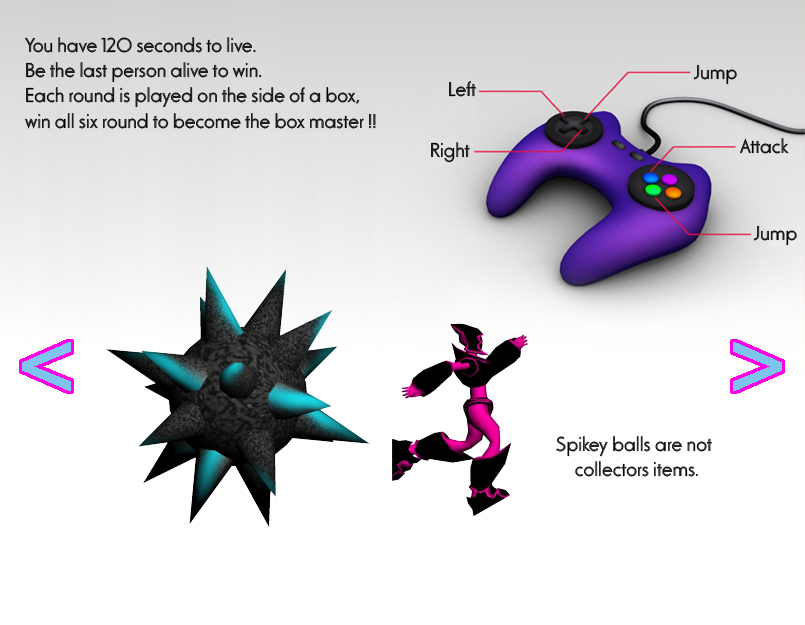 You have 120 seconds to live.
Be the last person alive to win.
Each round is played on the side of a box,
win all six round to become the box master !!
Left
Jump
Right
Attack
Jump
Spikey balls are not
collectors items.